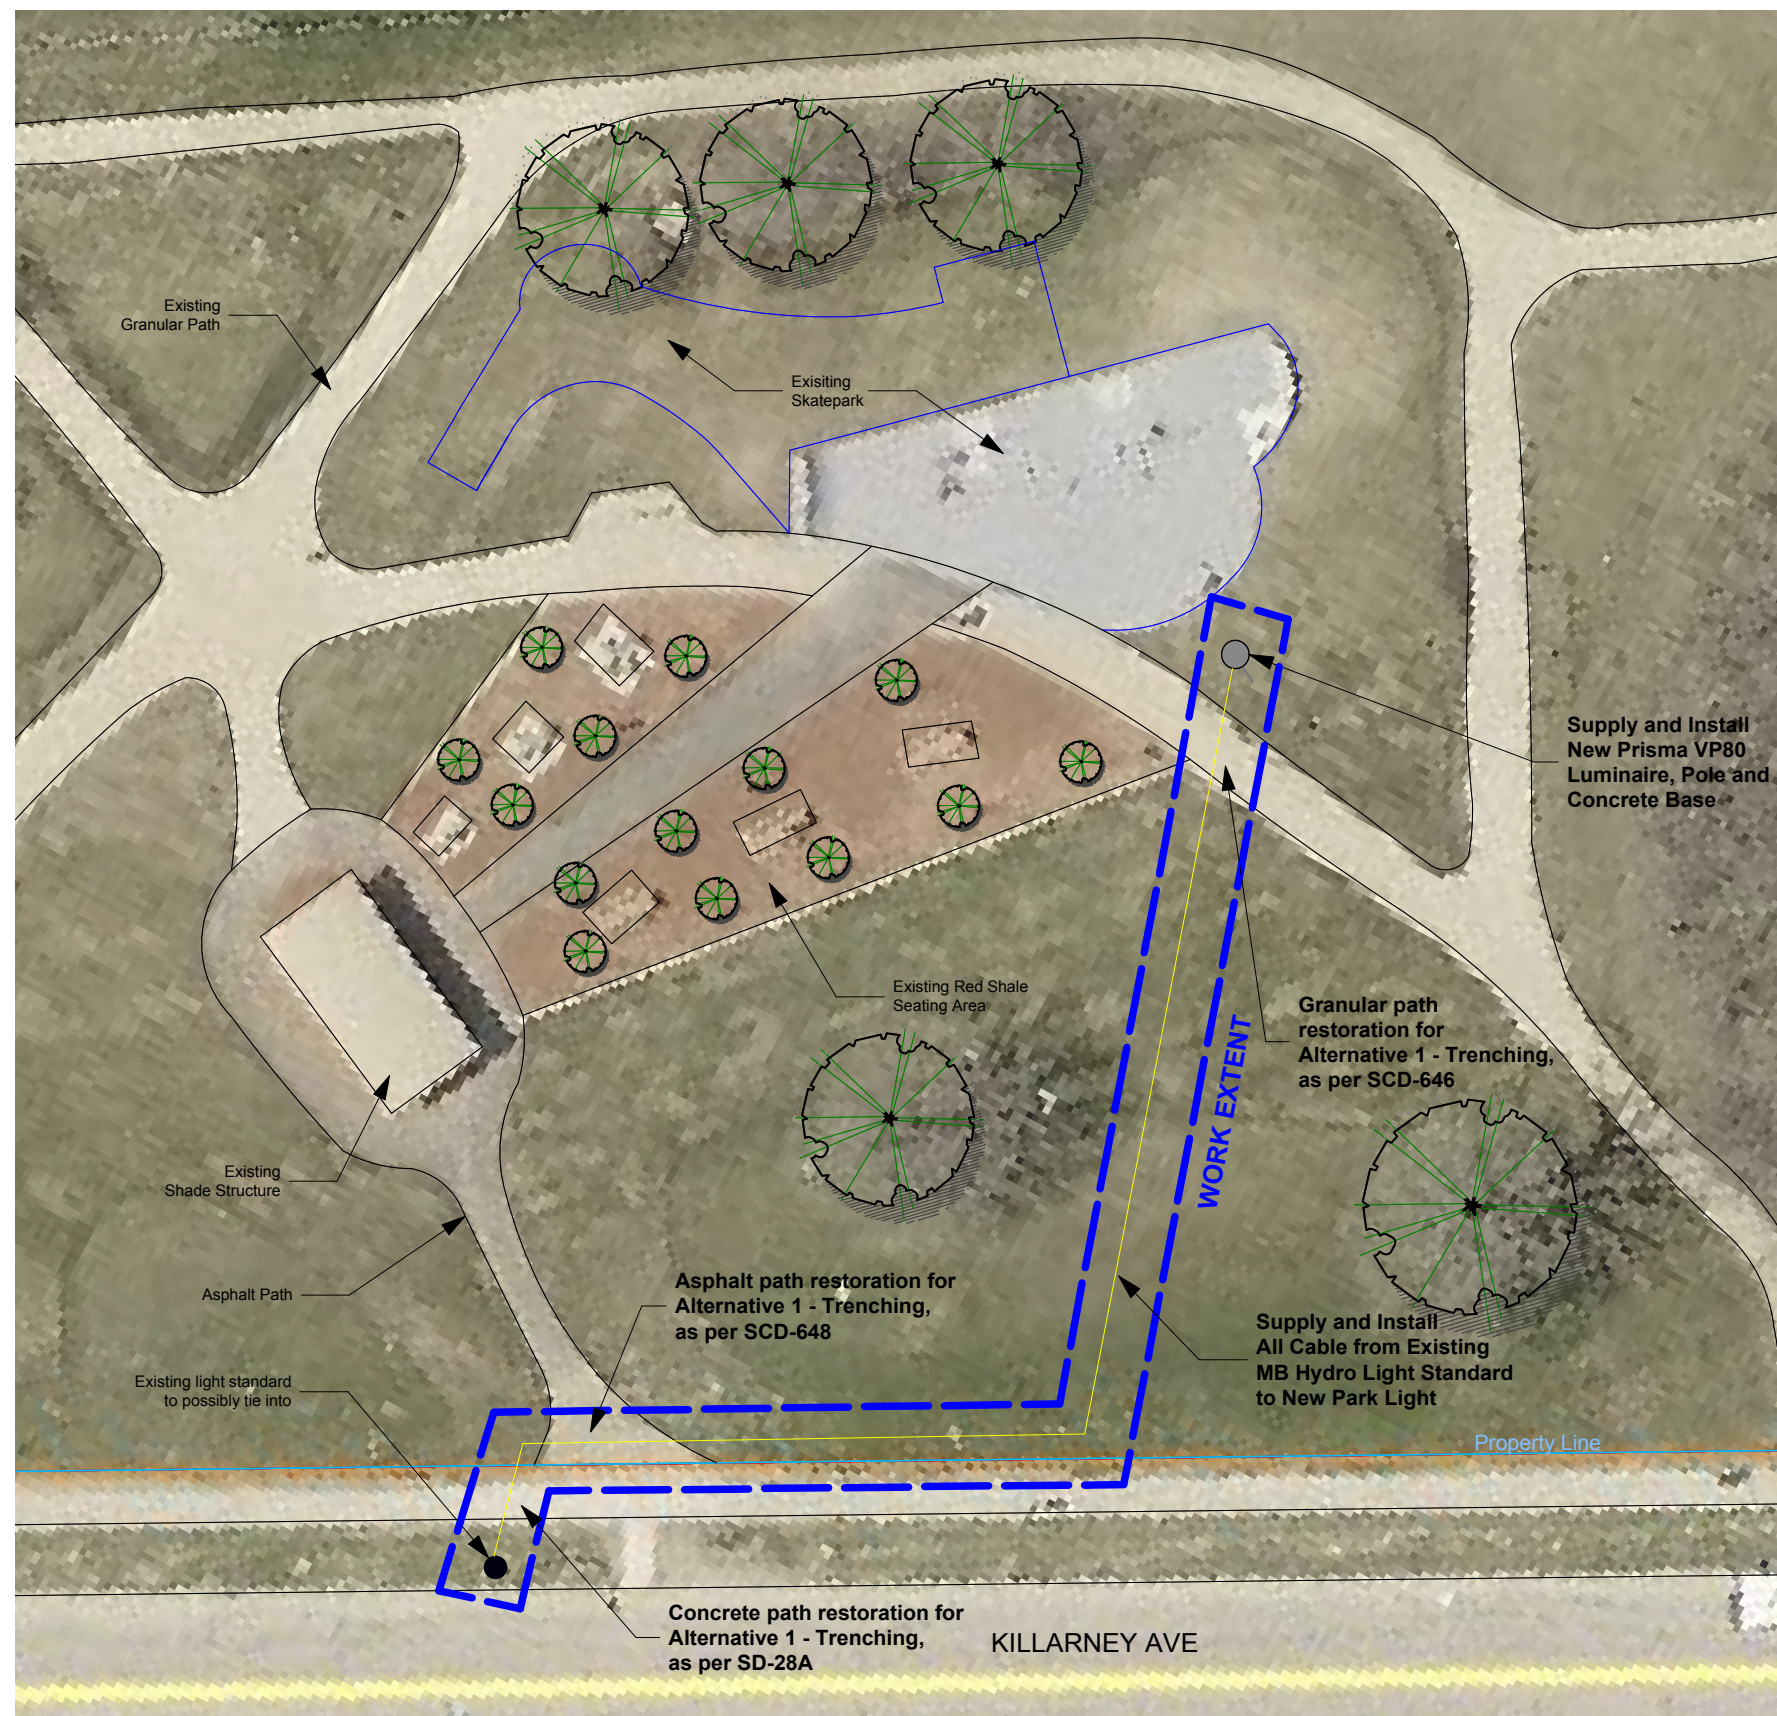 Existing
Granular Path
Exisiting
Skatepark
Supply and Install
New Prisma VP80
Luminaire, Pole and
Concrete Base
Existing Red Shale
Seating Area
Granular path
restoration for
Alternative 1 - Trenching,
as per SCD-646
WORK EXTENT
Existing
Shade Structure
Asphalt Path
Asphalt path restoration for
Alternative 1 - Trenching,
as per SCD-648
Supply and Install
All Cable from Existing
MB Hydro Light Standard
to New Park Light
Existing light standard
to possibly tie into
Property Line
Concrete path restoration for
Alternative 1 - Trenching,
as per SD-28A
KILLARNEY AVE